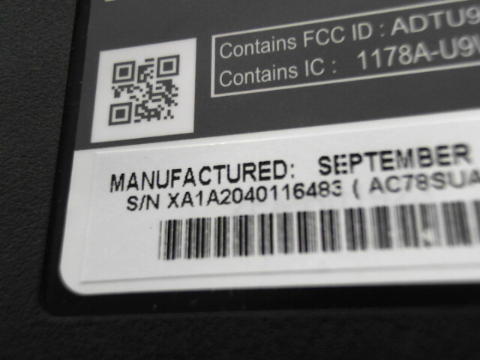 Contains FCC ID : ADTU9
Contains IC : 1178A-U9
MANUFACTURED: SEPTEMBER
S/N XA1A2040116483 ( AC78SUA